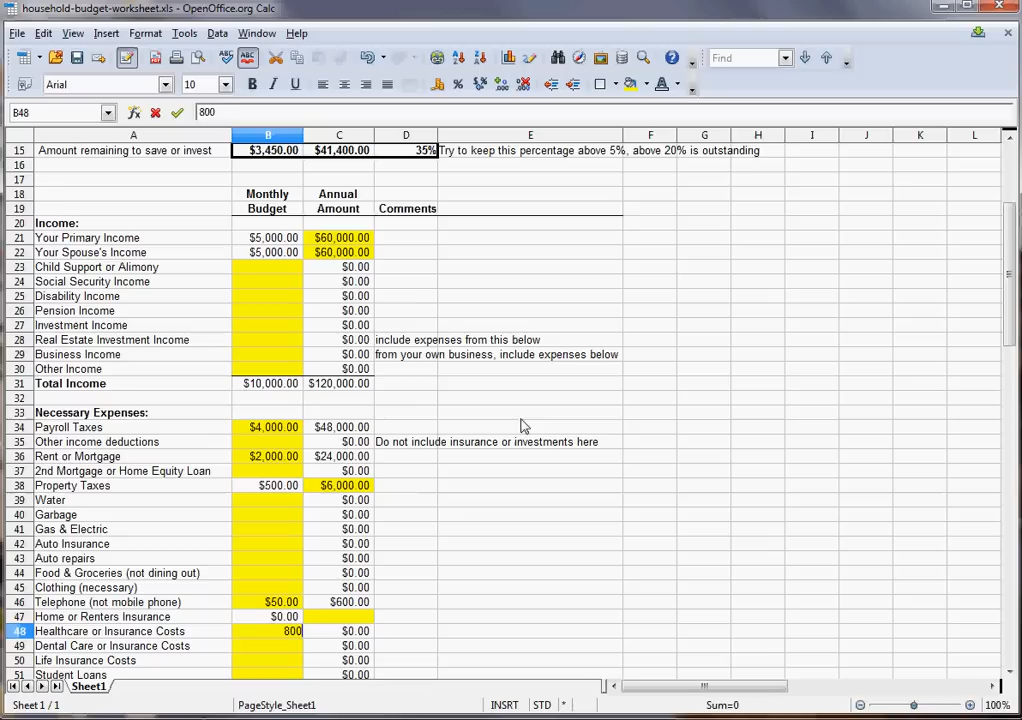 household-budget-worksheet.xls - OpenOffice.org Calc
File Edit View Insert Format Tools Data Window Help
Find
Arial 10
B48 800
A B C D E F G H I J K L
15 Amount remaining to save or invest $3,450.00 $41,400.00 35% Try to keep this percentage above 5%, above 20% is outstanding
16
17
18 Monthly Annual
19 Budget Amount Comments
20 Income:
21 Your Primary Income $5,000.00 $60,000.00
22 Your Spouse's Income $5,000.00 $60,000.00
23 Child Support or Alimony $0.00
24 Social Security Income $0.00
25 Disability Income $0.00
26 Pension Income $0.00
27 Investment Income $0.00
28 Real Estate Investment Income $0.00 include expenses from this below
29 Business Income $0.00 from your own business, include expenses below
30 Other Income $0.00
31 Total Income $10,000.00 $120,000.00
32
33 Necessary Expenses:
34 Payroll Taxes $4,000.00 $48,000.00
35 Other income deductions $0.00 Do not include insurance or investments here
36 Rent or Mortgage $2,000.00 $24,000.00
37 2nd Mortgage or Home Equity Loan $0.00
38 Property Taxes $500.00 $6,000.00
39 Water $0.00
40 Garbage $0.00
41 Gas & Electric $0.00
42 Auto Insurance $0.00
43 Auto repairs $0.00
44 Food & Groceries (not dining out) $0.00
45 Clothing (necessary) $0.00
46 Telephone (not mobile phone) $50.00 $600.00
47 Home or Renters Insurance $0.00
48 Healthcare or Insurance Costs 800 $0.00
49 Dental Care or Insurance Costs $0.00
50 Life Insurance Costs $0.00
51 Student Loans $0.00
Sheet1
Sheet 1 / 1 PageStyle_Sheet1 INSRT STD * Sum=0 100%